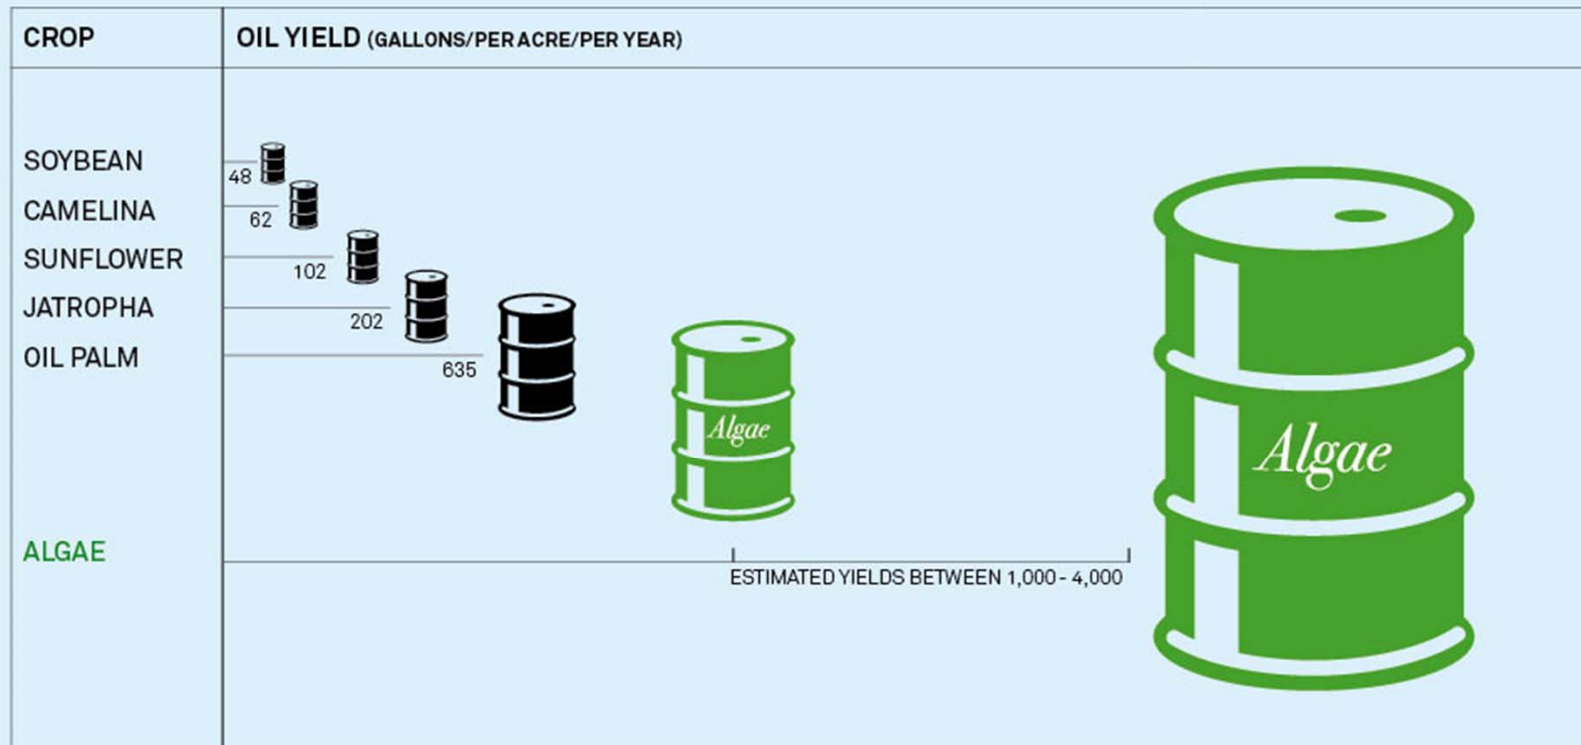 CROP
OIL YIELD (GALLONS/PER ACRE/PER YEAR)
SOYBEAN
48
CAMELINA
62
SUNFLOWER
102
JATROPHA
202
OIL PALM
635
Algae
Algae
ALGAE
ESTIMATED YIELDS BETWEEN 1,000 - 4,000